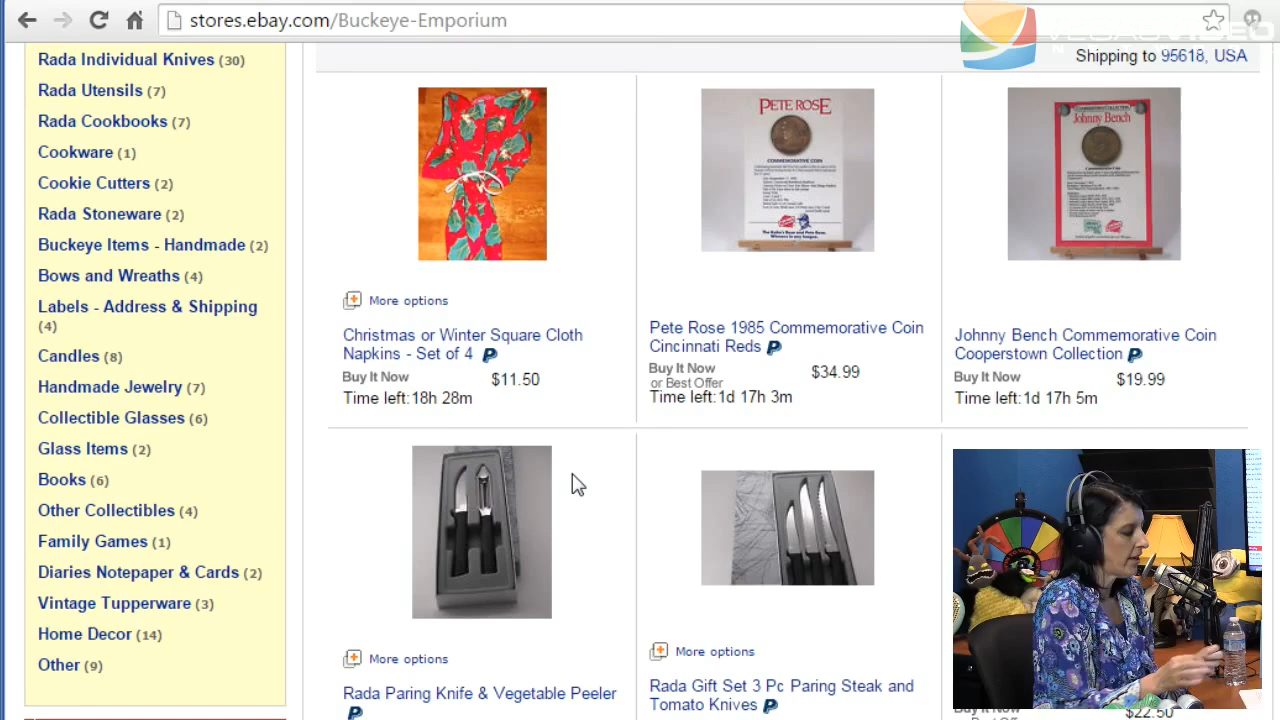 stores.ebay.com/Buckeye-Emporium
VEGAS VIDEO
Shipping to 95618, USA
Rada Individual Knives (30)
Rada Utensils (7)
Rada Cookbooks (7)
Cookware (1)
Cookie Cutters (2)
Rada Stoneware (2)
Buckeye Items - Handmade (2)
Bows and Wreaths (4)
Labels - Address & Shipping
(4)
Candles (8)
Handmade Jewelry (7)
Collectible Glasses (6)
Glass Items (2)
Books (6)
Other Collectibles (4)
Family Games (1)
Diaries Notepaper & Cards (2)
Vintage Tupperware (3)
Home Decor (14)
Other (9)
More options
Christmas or Winter Square Cloth
Napkins - Set of 4
Buy It Now $11.50
Time left:18h 28m
PETE ROSE
COMMEMORATIVE COIN
Pete Rose 1985 Commemorative Coin
Cincinnati Reds
Buy It Now $34.99
or Best Offer
Time left:1d 17h 3m
Johnny Bench
Johnny Bench Commemorative Coin
Cooperstown Collection
Buy It Now $19.99
Time left:1d 17h 5m
More options
Rada Paring Knife & Vegetable Peeler
More options
Rada Gift Set 3 Pc Paring Steak and
Tomato Knives
$22.50